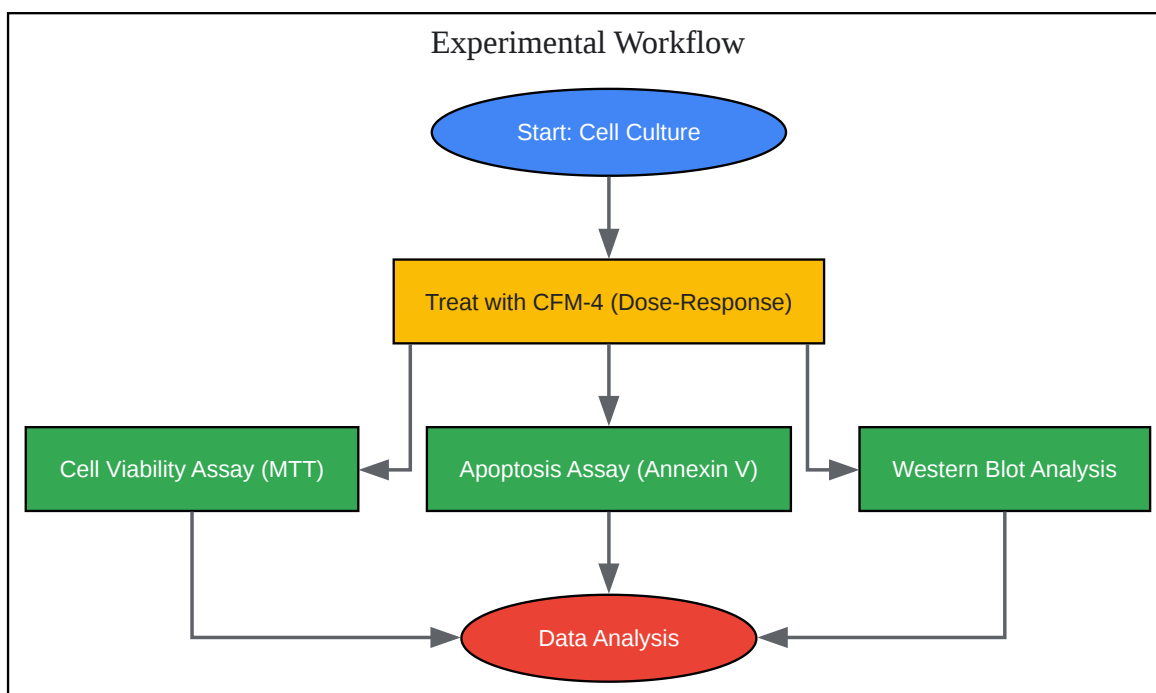 Experimental Workflow
Start: Cell Culture
Treat with CFM-4 (Dose-Response)
Cell Viability Assay (MTT)
Apoptosis Assay (Annexin V)
Western Blot Analysis
Data Analysis